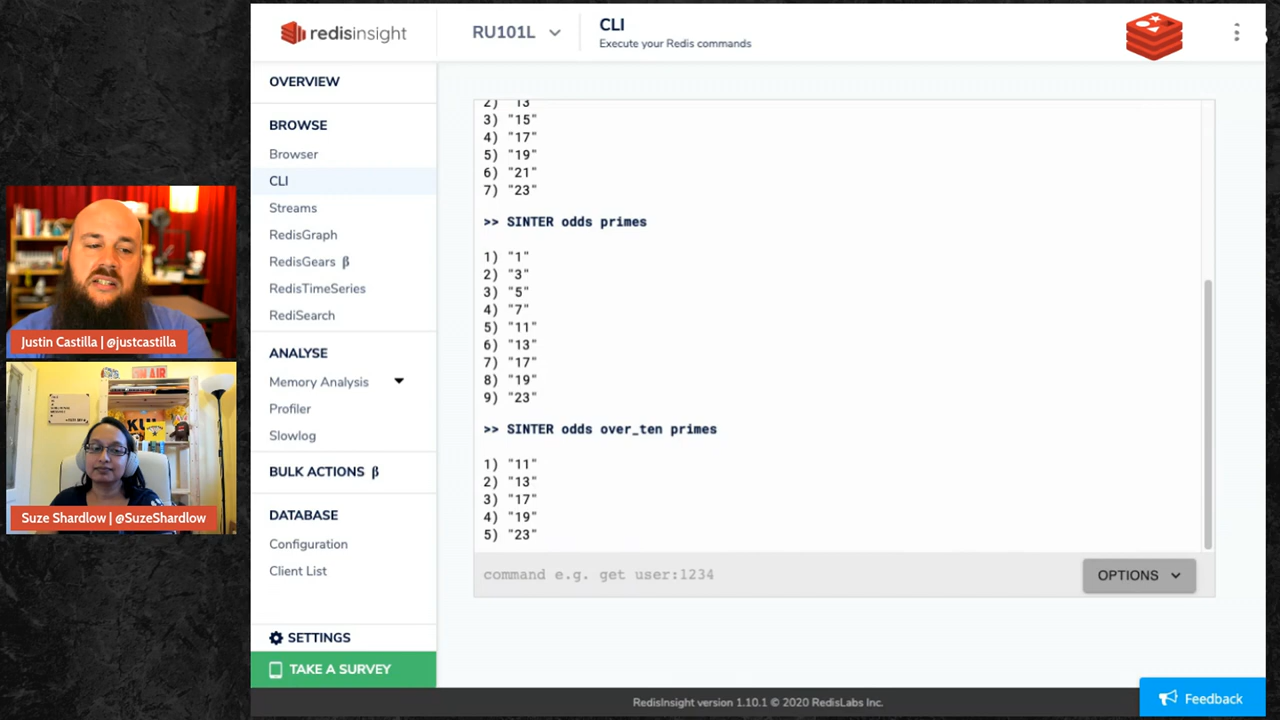 redisinsight
RU101L
CLI
Execute your Redis commands
OVERVIEW
BROWSE
Browser
CLI
Streams
RedisGraph
RedisGears β
RedisTimeSeries
RediSearch
ANALYSE
Memory Analysis
Profiler
Slowlog
BULK ACTIONS β
DATABASE
Configuration
Client List
SETTINGS
TAKE A SURVEY
2) "13"
3) "15"
4) "17"
5) "19"
6) "21"
7) "23"
>> SINTER odds primes
1) "1"
2) "3"
3) "5"
4) "7"
5) "11"
6) "13"
7) "17"
8) "19"
9) "23"
>> SINTER odds over_ten primes
1) "11"
2) "13"
3) "17"
4) "19"
5) "23"
command e.g. get user:1234
OPTIONS
RedisInsight version 1.10.1 © 2020 RedisLabs Inc.
Feedback
Justin Castilla | @justcastilla
ON AIR
Suze Shardlow | @SuzeShardlow